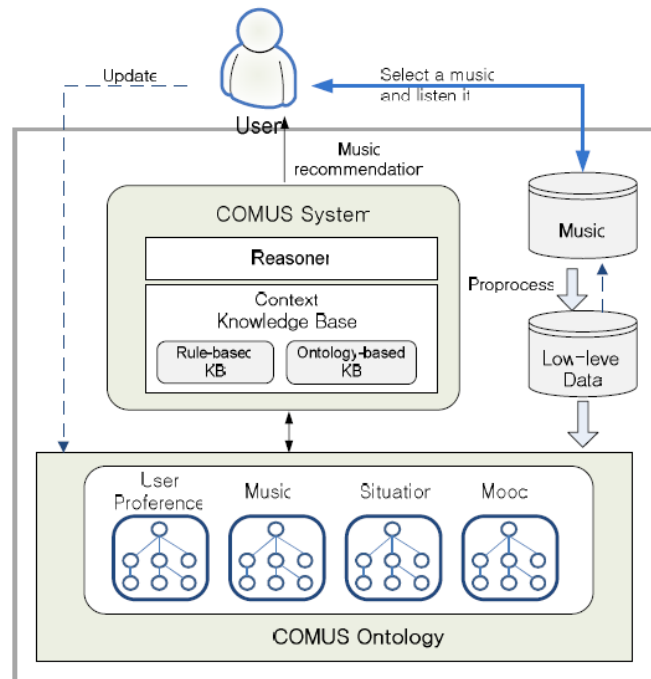 Update
Select a music
and listen it
User
Music
recommendation
COMUS System
Reasoner
Context
Knowledge Base
Rule-based
KB
Ontology-based
KB
Music
Proprocess
Low-leve
Data
User
Proference
Music
Situatior
Mooc
COMUS Ontology